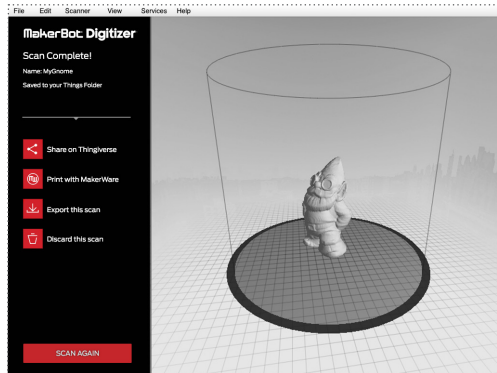 File Edit Scanner View Services Help
MakerBot. Digitizer
Scan Complete!
Name: MyGnome
Saved to your Things Folder
Share on Thingiverse
Print with MakerWare
Export this scan
Discard this scan
SCAN AGAIN